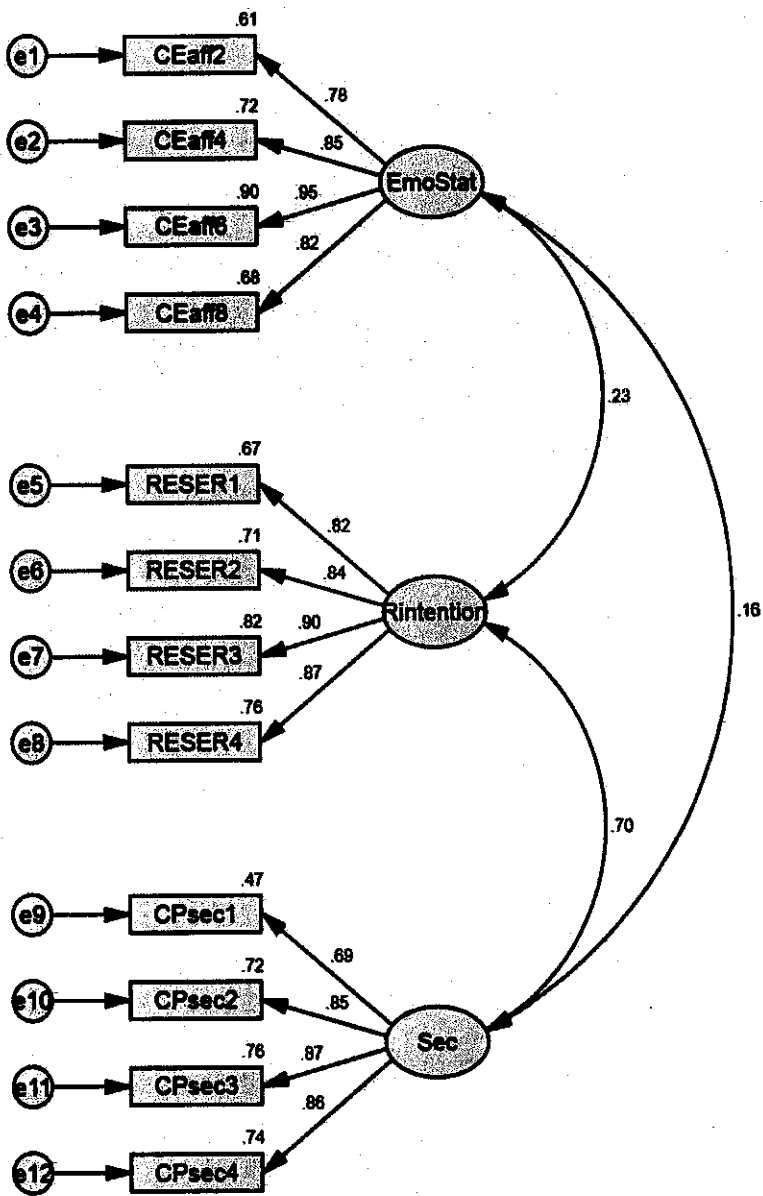 .61
e1 CEaff2
.78
.72
e2 CEaff4
.85
EmoStat
.90 .95
e3 CEaff6
.82
.68
e4 CEaff8
.23
.67
e5 RESER1
.82
.71
e6 RESER2
.84
Rintention
.82 .90
e7 RESER3
.87
.76
e8 RESER4
.16
.70
.47
e9 CPsec1
.69
.72
e10 CPsec2
.85
Sec
.76 .87
e11 CPsec3
.86
.74
e12 CPsec4